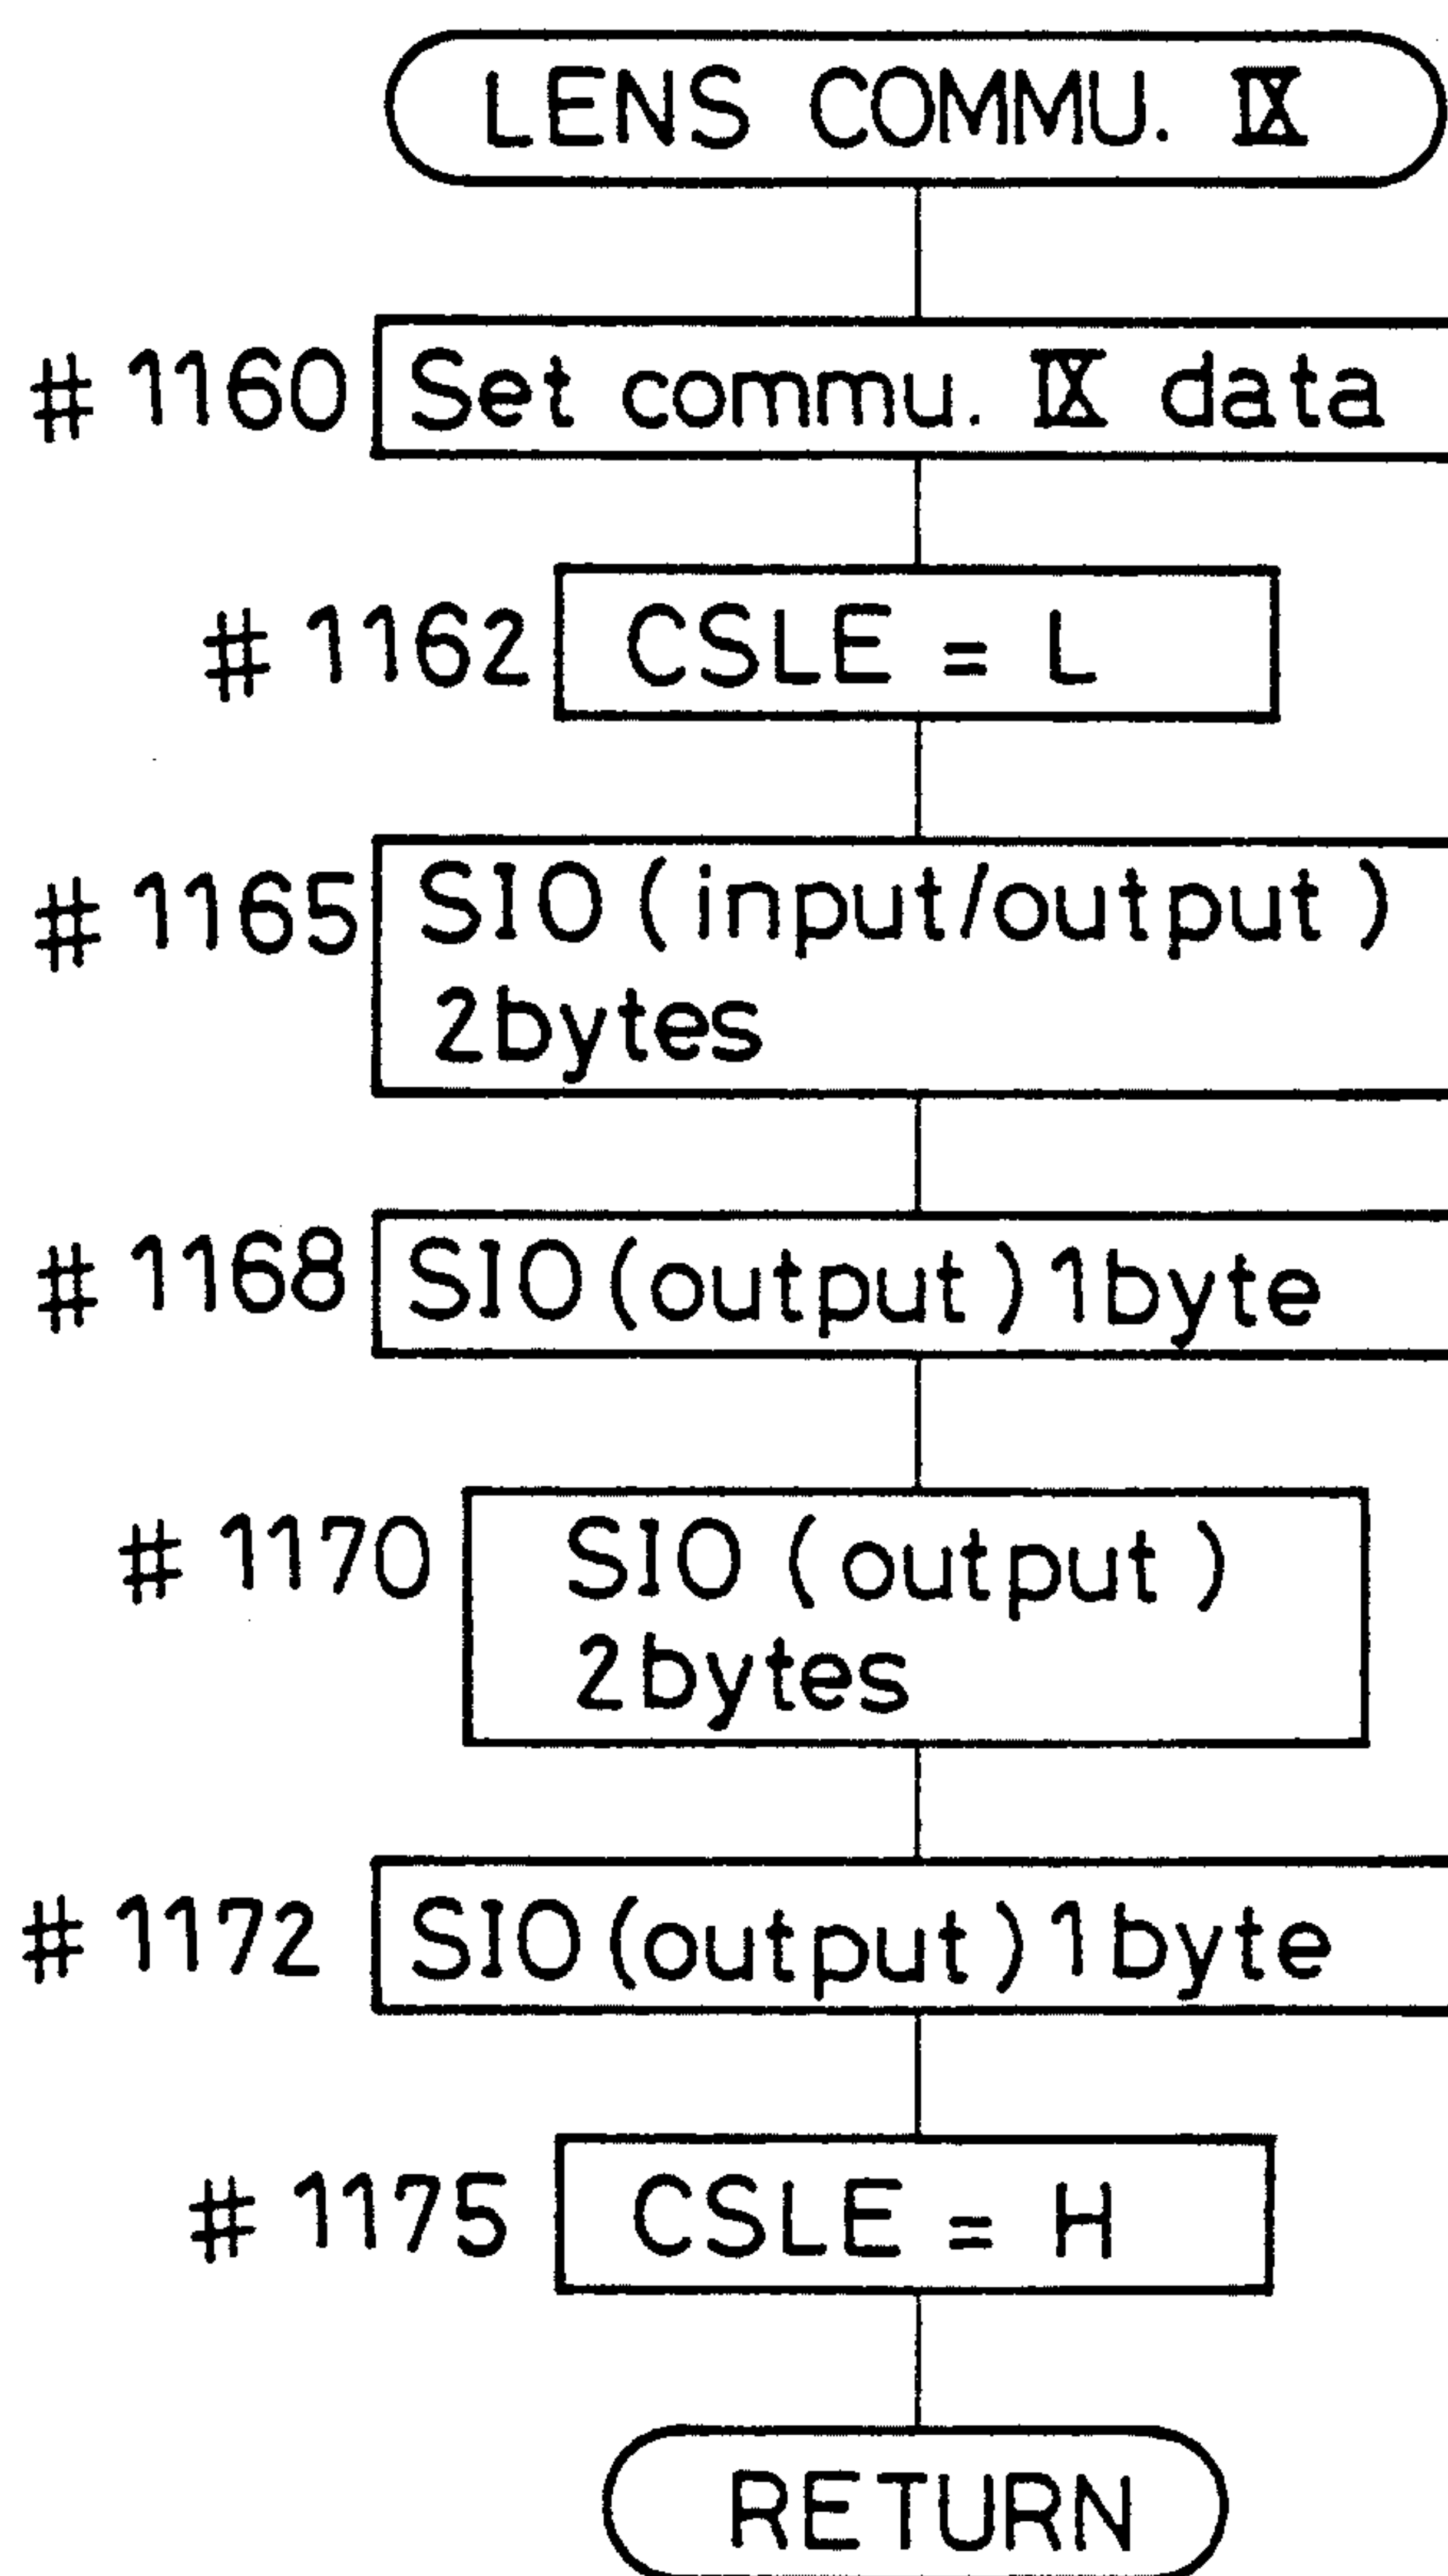 LENS COMMU. IX
# 1160 Set commu. IX data
# 1162 CSLE = L
# 1165 SIO (input/output)
2bytes
# 1168 SIO(output) 1byte
# 1170 SIO (output)
2bytes
# 1172 SIO(output) 1byte
# 1175 CSLE = H
RETURN